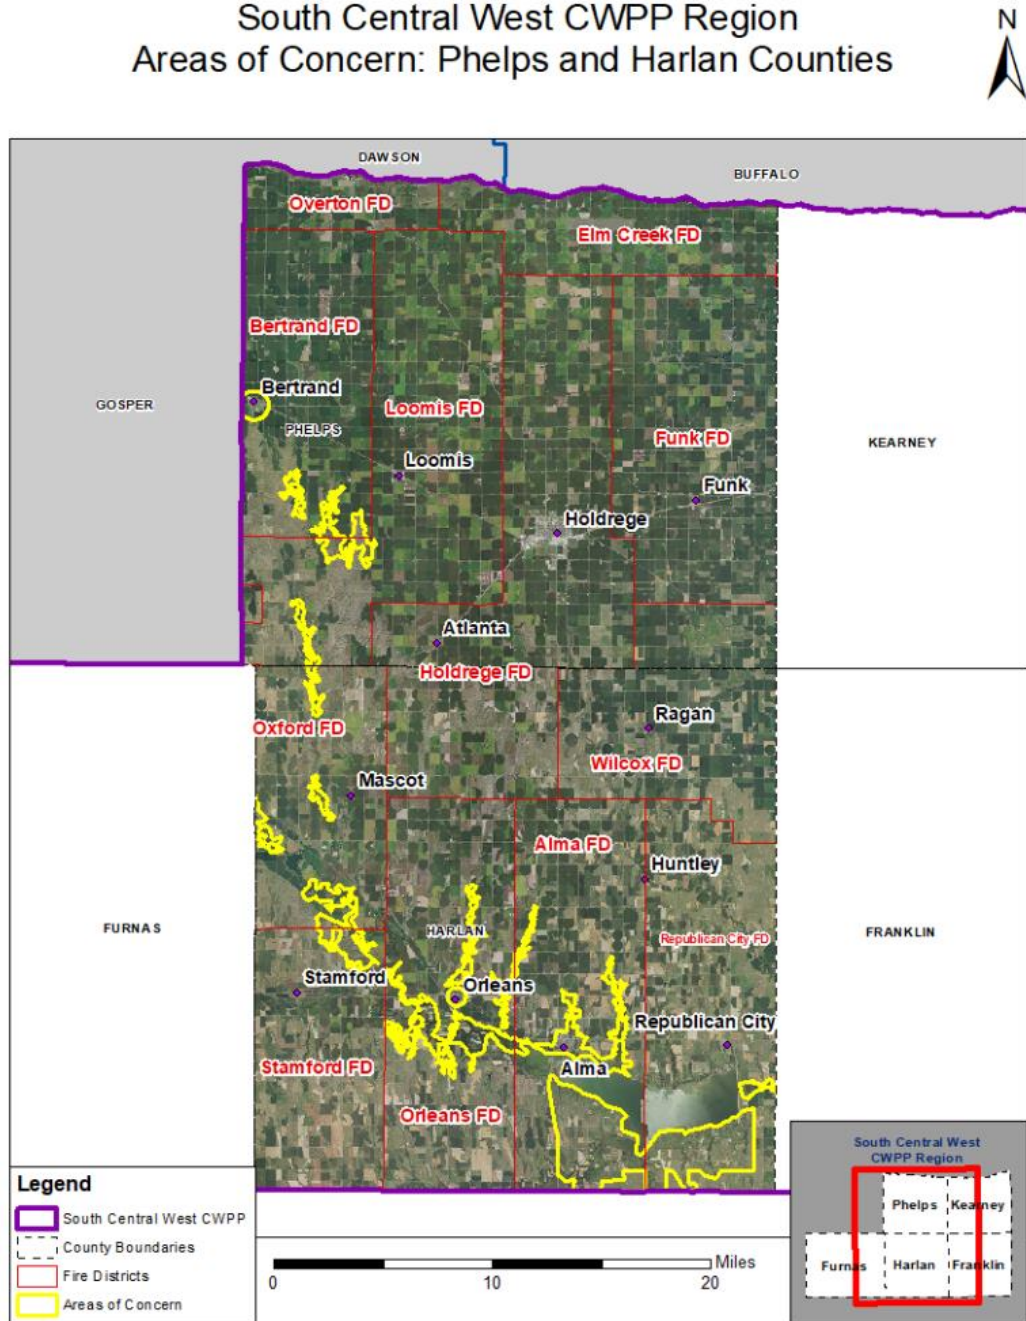 South Central West CWPP Region
Areas of Concern: Phelps and Harlan Counties
N
DAWSON
BUFFALO
Overton FD
Elm Creek FD
Bertrand FD
Bertrand
GOSPER
Loomis FD
PHELPS
Funk FD
KEARNEY
Loomis
Funk
Holdrege
Atlanta
Holdrege FD
Ragan
Oxford FD
Wilcox FD
Mascot
Alma FD
Huntley
FURNAS
HARLAN
Republican City FD
FRANKLIN
Stamford
Orleans
Republican City
Stamford FD
Alma
Orleans FD
Legend
South Central West CWPP
County Boundaries
Fire Districts
Areas of Concern
Miles
0 10 20
South Central West
CWPP Region
Phelps Kearney
Furnas Harlan Franklin